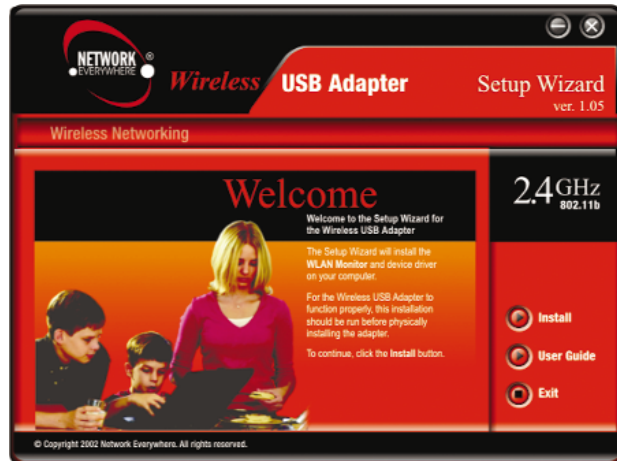 NETWORK ®
EVERYWHERE
Wireless USB Adapter
Setup Wizard
ver. 1.05
Wireless Networking
Welcome
Welcome to the Setup Wizard for
the Wireless USB Adapter
The Setup Wizard will install the
WLAN Monitor and device driver
on your computer.
For the Wireless USB Adapter to
function properly, this installation
should be run before physically
installing the adapter.
To continue, click the Install button.
2.4 GHz
802.11b
Install
User Guide
Exit
© Copyright 2002 Network Everywhere. All rights reserved.